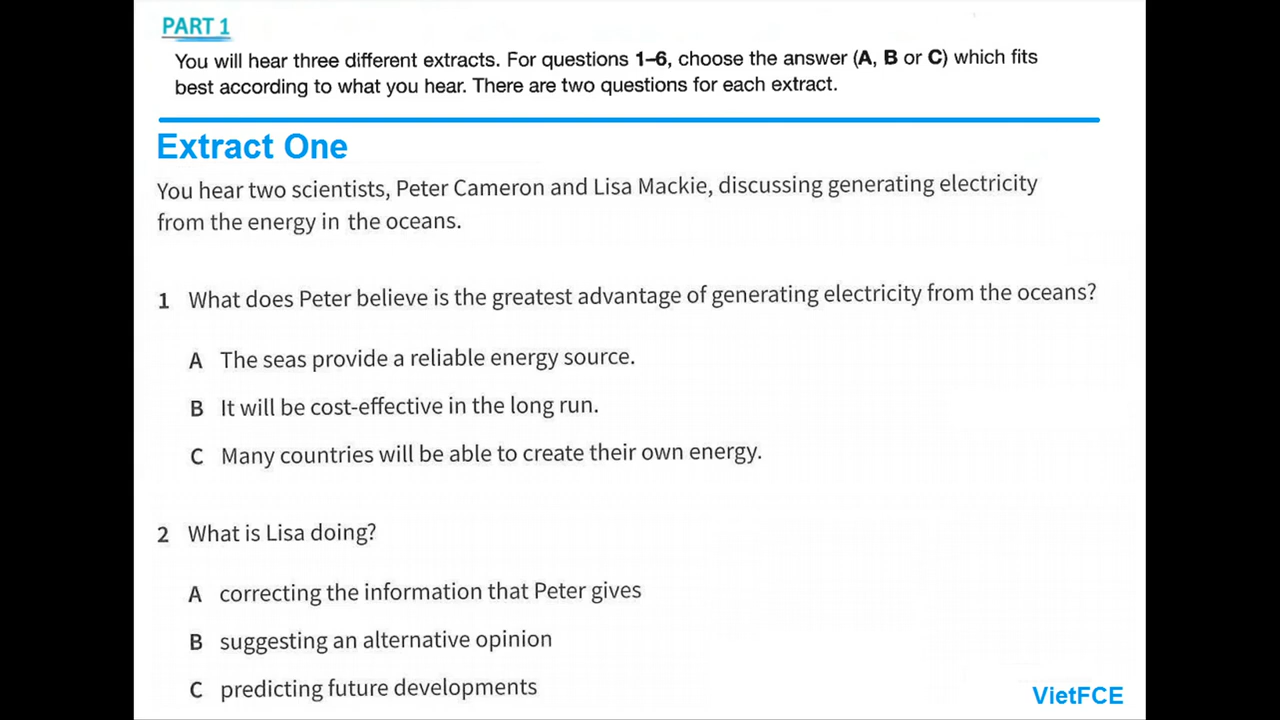 PART 1
You will hear three different extracts. For questions 1–6, choose the answer (A, B or C) which fits
best according to what you hear. There are two questions for each extract.
Extract One
You hear two scientists, Peter Cameron and Lisa Mackie, discussing generating electricity
from the energy in the oceans.
1 What does Peter believe is the greatest advantage of generating electricity from the oceans?
A The seas provide a reliable energy source.
B It will be cost-effective in the long run.
C Many countries will be able to create their own energy.
2 What is Lisa doing?
A correcting the information that Peter gives
B suggesting an alternative opinion
C predicting future developments
VietFCE